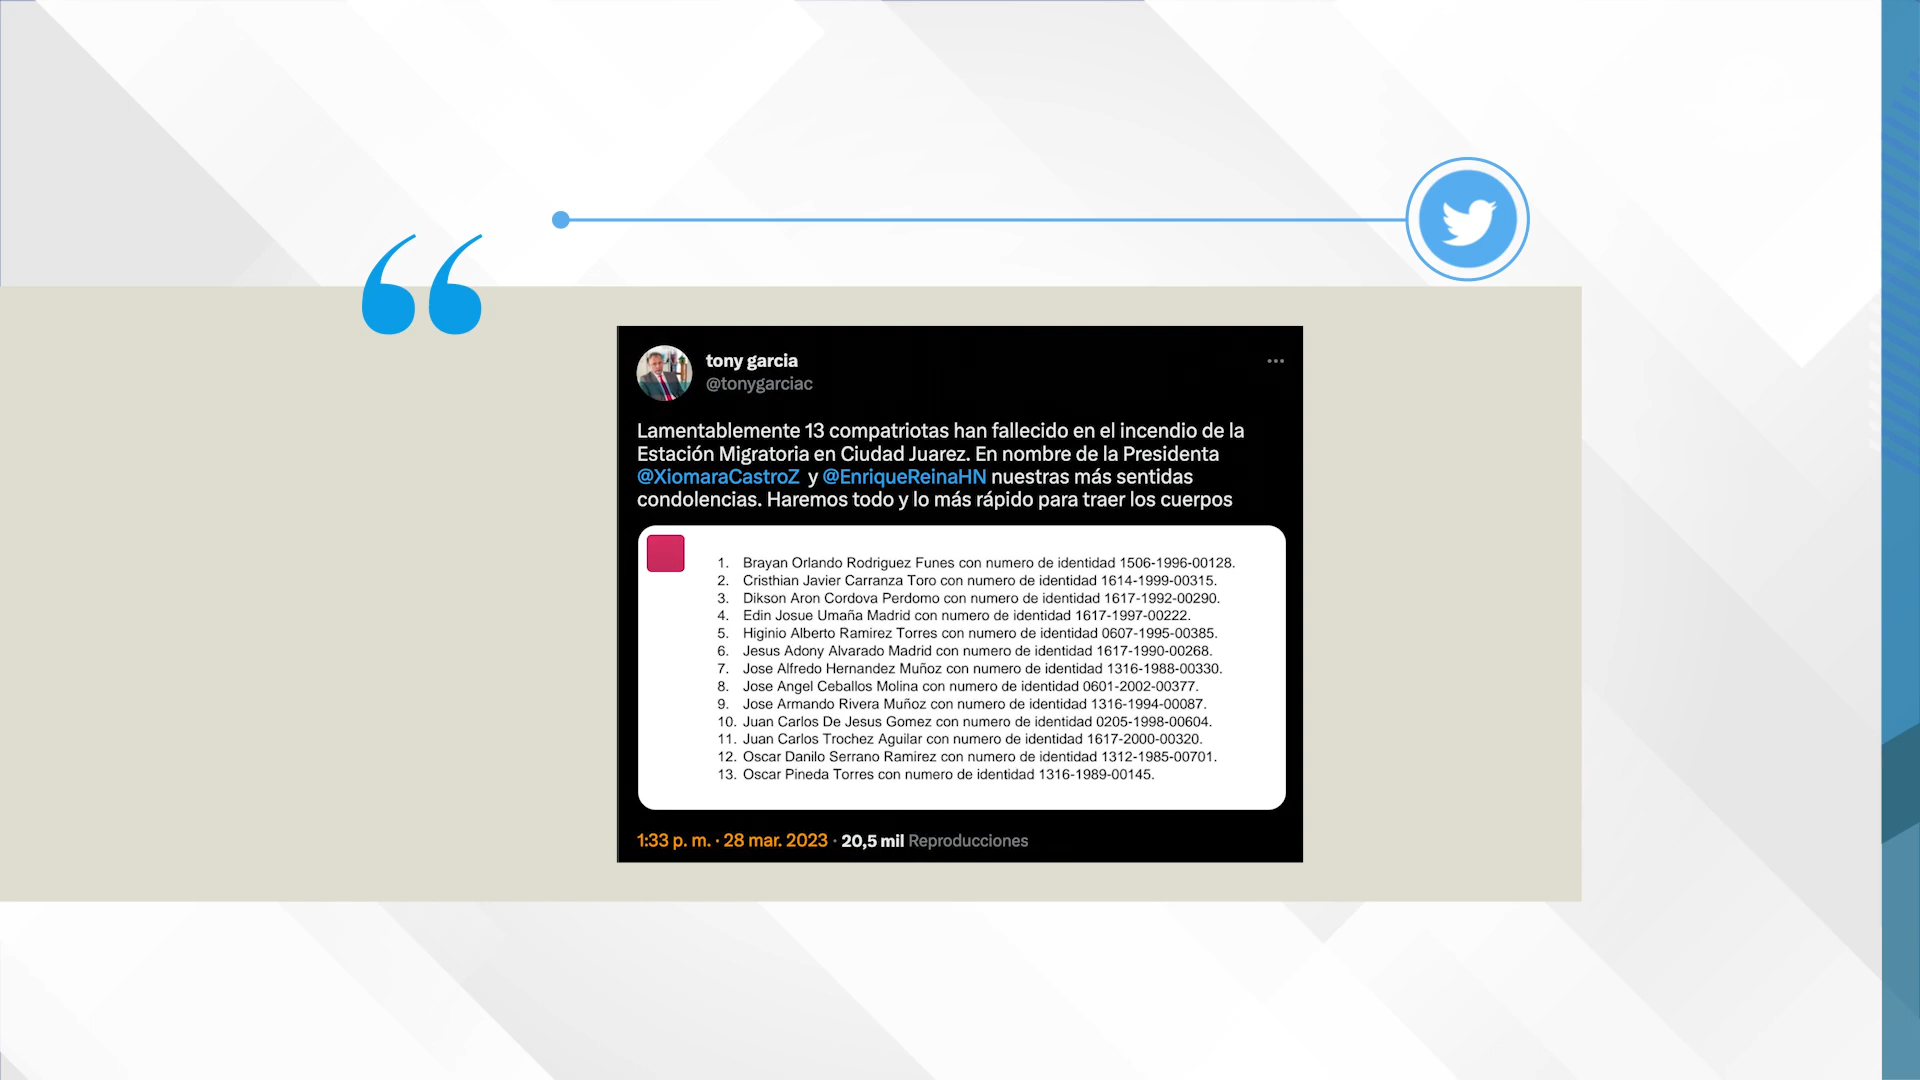 tony garcia
@tonygarciac
Lamentablemente 13 compatriotas han fallecido en el incendio de la
Estación Migratoria en Ciudad Juarez. En nombre de la Presidenta
@XiomaraCastroZ y @EnriqueReinaHN nuestras más sentidas
condolencias. Haremos todo y lo más rápido para traer los cuerpos
1. Brayan Orlando Rodriguez Funes con numero de identidad 1506-1996-00128.
2. Cristhian Javier Carranza Toro con numero de identidad 1614-1999-00315.
3. Dikson Aron Cordova Perdomo con numero de identidad 1617-1992-00290.
4. Edin Josue Umaña Madrid con numero de identidad 1617-1997-00222.
5. Higinio Alberto Ramirez Torres con numero de identidad 0607-1995-00385.
6. Jesus Adony Alvarado Madrid con numero de identidad 1617-1990-00268.
7. Jose Alfredo Hernandez Muñoz con numero de identidad 1316-1988-00330.
8. Jose Angel Ceballos Molina con numero de identidad 0601-2002-00377.
9. Jose Armando Rivera Muñoz con numero de identidad 1316-1994-00087.
10. Juan Carlos De Jesus Gomez con numero de identidad 0205-1998-00604.
11. Juan Carlos Trochez Aguilar con numero de identidad 1617-2000-00320.
12. Oscar Danilo Serrano Ramirez con numero de identidad 1312-1985-00701.
13. Oscar Pineda Torres con numero de identidad 1316-1989-00145.
1:33 p. m. · 28 mar. 2023 · 20,5 mil Reproducciones